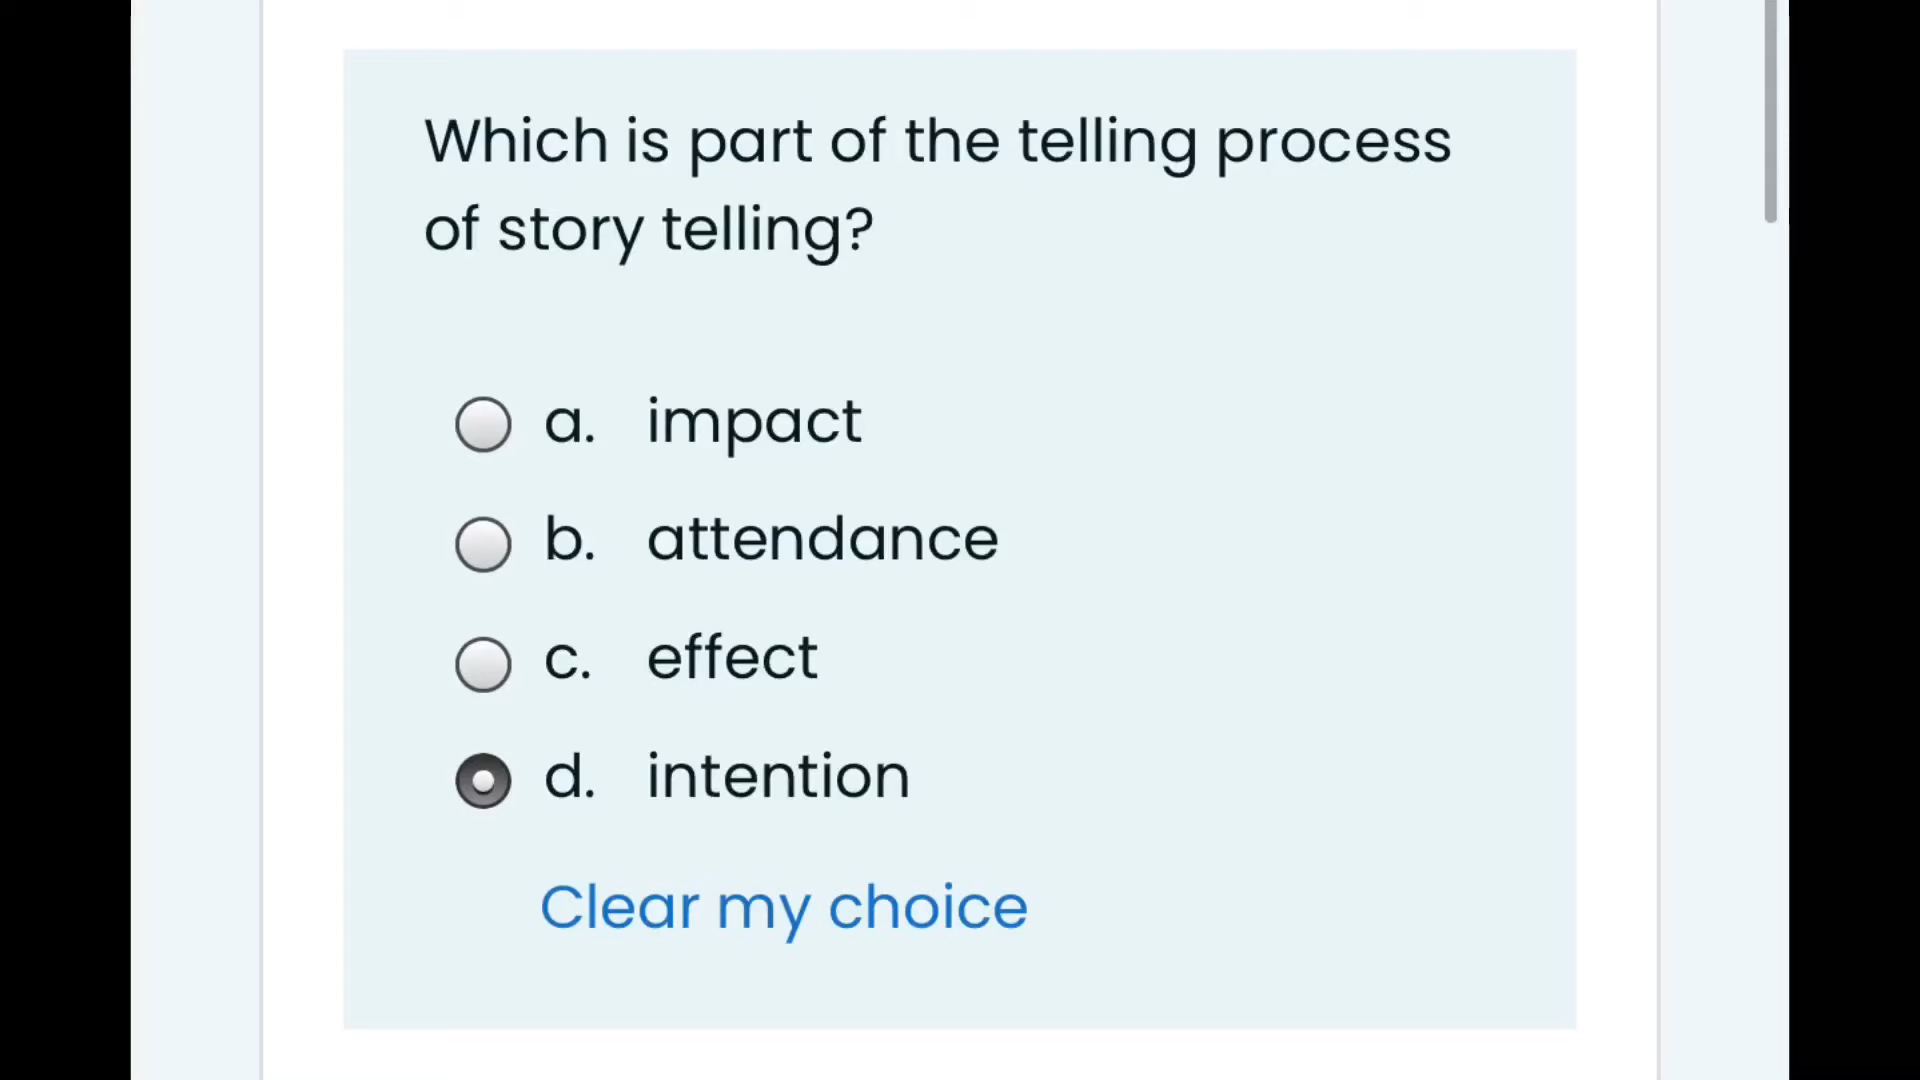 Which is part of the telling process
of story telling?
a. impact
b. attendance
c. effect
d. intention
Clear my choice